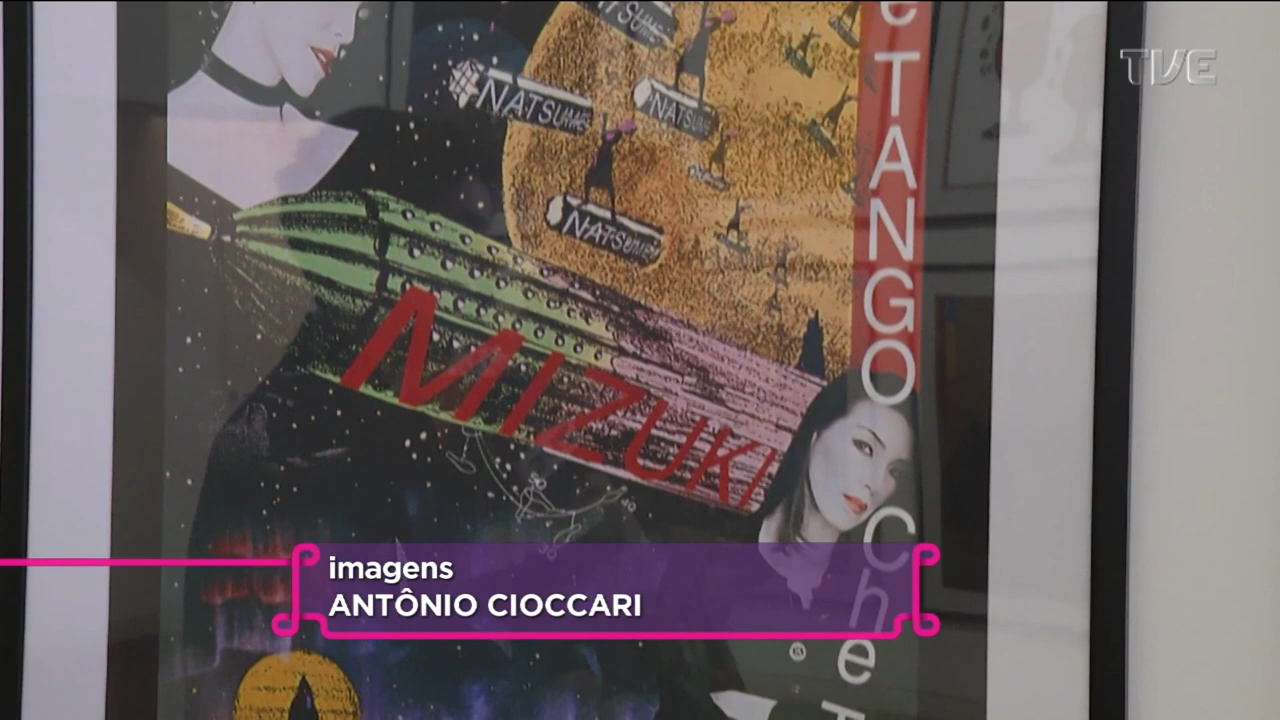 TVE
NATSUME
NATSUME
NATSUME
e TANGO
MIZUKI
Che T
imagens
ANTÔNIO CIOCCARI